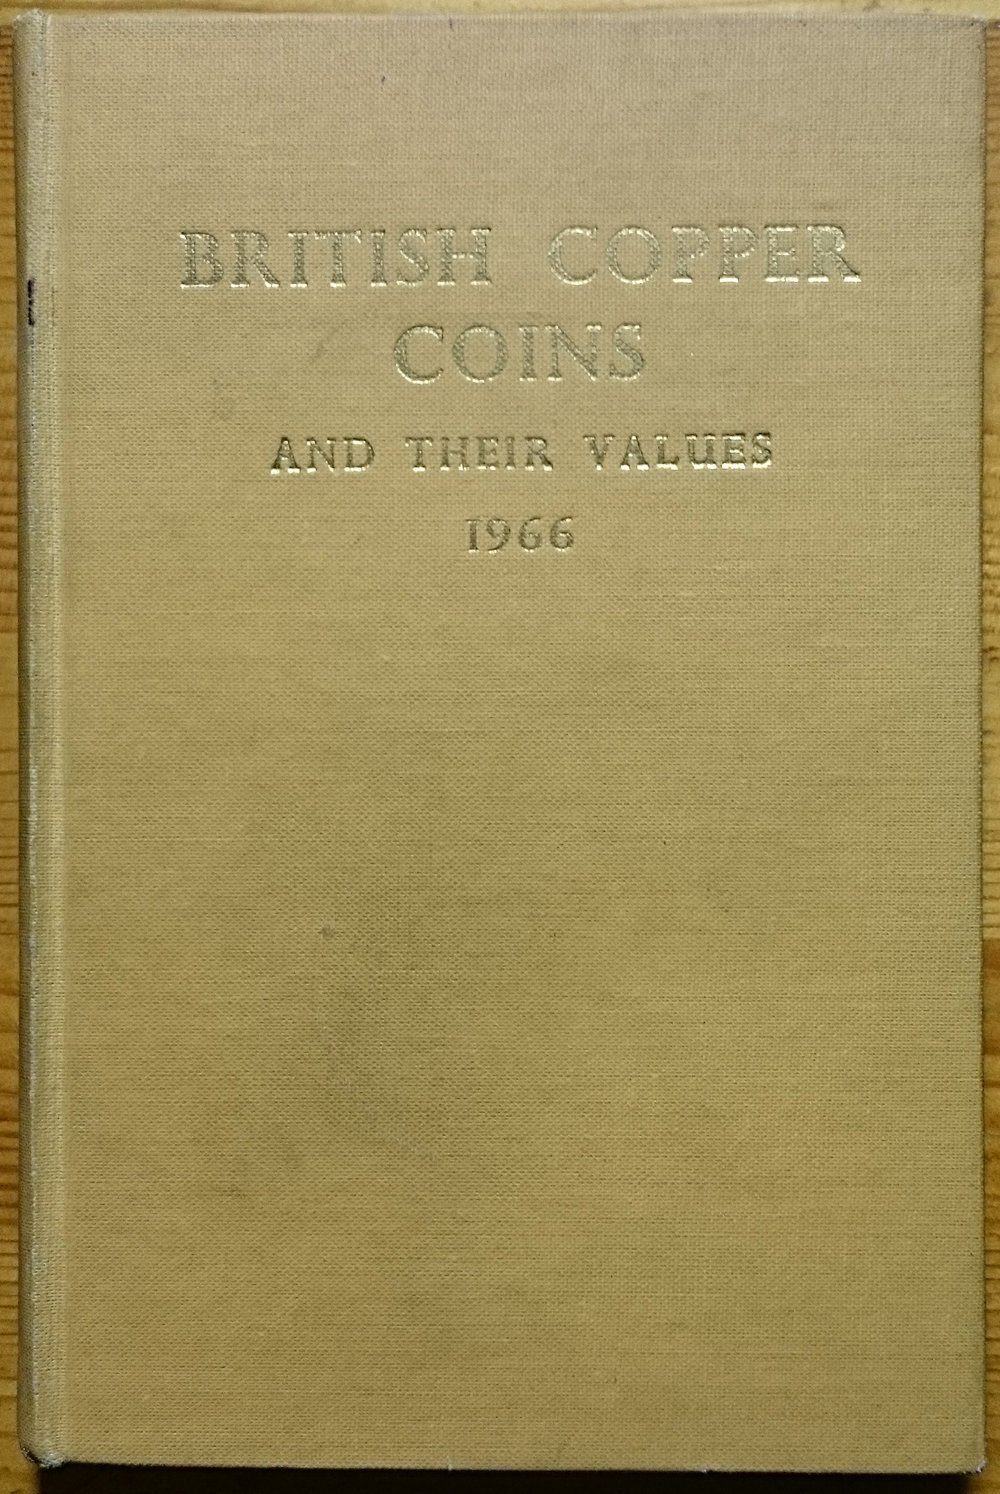 BRITISH COPPER
COINS
AND THEIR VALUES
1966